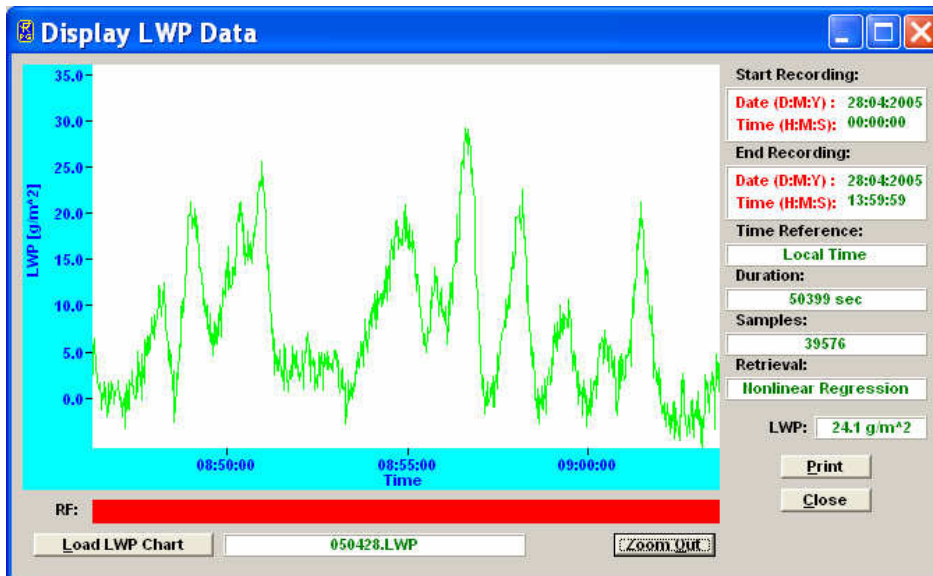 Display LWP Data
35.0
30.0
25.0
20.0
15.0
10.0
5.0
0.0
LWP [g/m^2]
08:50:00 08:55:00 09:00:00
Time
RF:
Load LWP Chart 050428.LWP Zoom Out
Start Recording:
Date (D:M:Y) : 28:04:2005
Time (H:M:S): 00:00:00
End Recording:
Date (D:M:Y) : 28:04:2005
Time (H:M:S): 13:59:59
Time Reference:
Local Time
Duration:
50399 sec
Samples:
39576
Retrieval:
Nonlinear Regression
LWP: 24.1 g/m^2
Print
Close